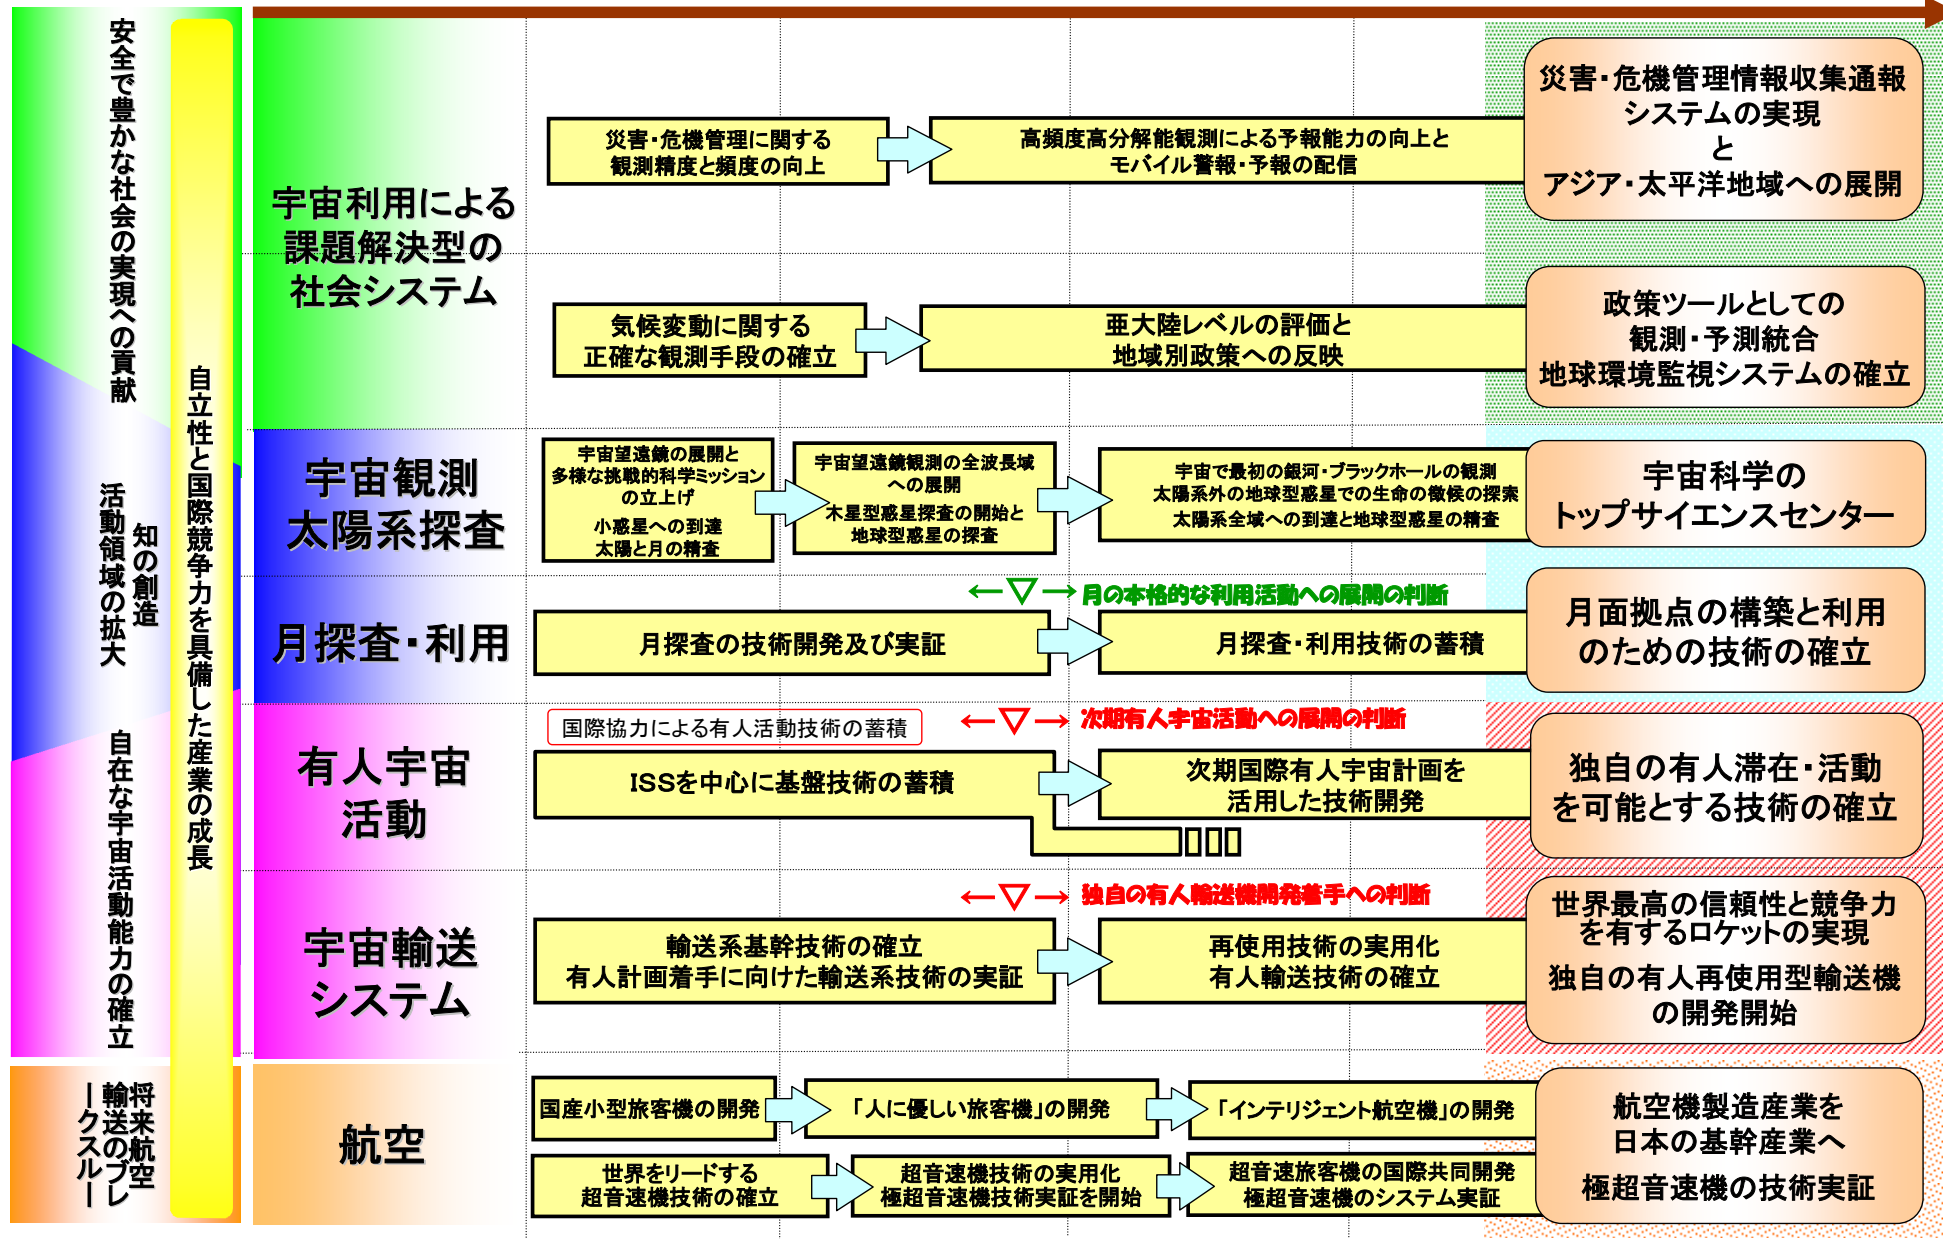 安全で豊かな社会の実現への貢献
知の創造
活動領域の拡大
自在な宇宙活動能力の確立
将来航空
輸送のブレ
ークスルー
自立性と国際競争力を具備した産業の成長
宇宙利用による
課題解決型の
社会システム
災害・危機管理に関する
観測精度と頻度の向上
高頻度高分解能観測による予報能力の向上と
モバイル警報・予報の配信
災害・危機管理情報収集通報
システムの実現
と
アジア・太平洋地域への展開
気候変動に関する
正確な観測手段の確立
亜大陸レベルの評価と
地域別政策への反映
政策ツールとしての
観測・予測統合
地球環境監視システムの確立
宇宙観測
太陽系探査
宇宙望遠鏡の展開と
多様な挑戦的科学ミッション
の立上げ
小惑星への到達
太陽と月の精査
宇宙望遠鏡観測の全波長域
への展開
木星型惑星探査の開始と
地球型惑星の探査
宇宙で最初の銀河・ブラックホールの観測
太陽系外の地球型惑星での生命の徴候の探索
太陽系全域への到達と地球型惑星の精査
宇宙科学の
トップサイエンスセンター
月探査・利用
月の本格的な利用活動への展開の判断
月探査の技術開発及び実証
月探査・利用技術の蓄積
月面拠点の構築と利用
のための技術の確立
有人宇宙
活動
国際協力による有人活動技術の蓄積
次期有人宇宙活動への展開の判断
ISSを中心に基盤技術の蓄積
次期国際有人宇宙計画を
活用した技術開発
独自の有人滞在・活動
を可能とする技術の確立
宇宙輸送
システム
独自の有人輸送機開発着手への判断
輸送系基幹技術の確立
有人計画着手に向けた輸送系技術の実証
再使用技術の実用化
有人輸送技術の確立
世界最高の信頼性と競争力
を有するロケットの実現
独自の有人再使用型輸送機
の開発開始
航空
国産小型旅客機の開発
「人に優しい旅客機」の開発
「インテリジェント航空機」の開発
世界をリードする
超音速機技術の確立
超音速機技術の実用化
極超音速機技術実証を開始
超音速旅客機の国際共同開発
極超音速機のシステム実証
航空機製造産業を
日本の基幹産業へ
極超音速機の技術実証